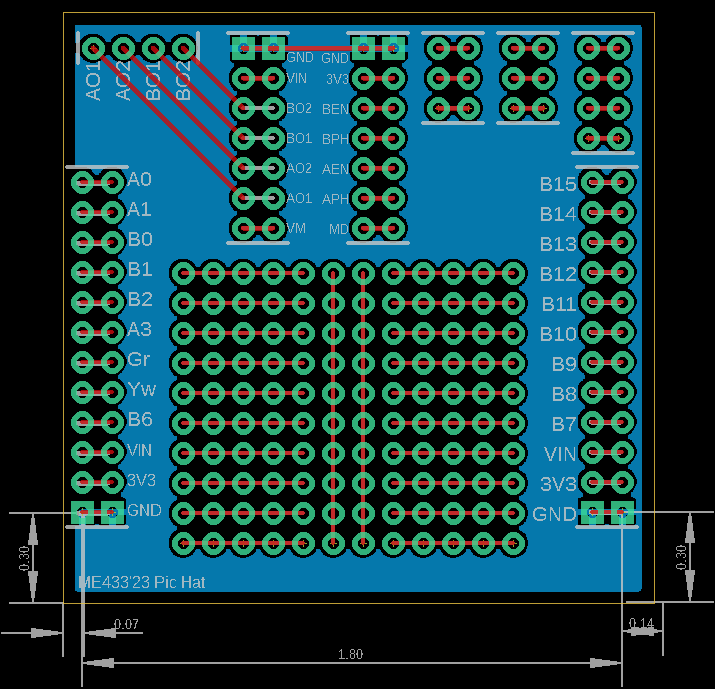 AO1
AO2
BO1
BO2
GND
VIN
BO2
BO1
AO2
AO1
VM
GND
3V3
BEN
BPH
AEN
APH
MD
A0
A1
B0
B1
B2
A3
Gr
Yw
B6
VIN
3V3
GND
B15
B14
B13
B12
B11
B10
B9
B8
B7
VIN
3V3
GND
ME433'23 Pic Hat
0.30
0.30
0.07
0.14
1.80